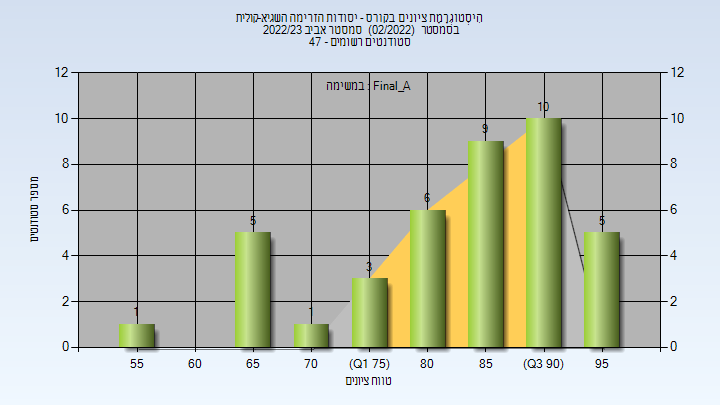 היסטוגרמת ציונים בקורס - יסודות הזרימה השגיא-קולית
בסמסטר (02/2022) סמסטר אביב 2022/23
סטודנטים רשומים - 47
במשימה : Final_A
12 12
10 10
8 8
6 6
4 4
2 2
0 0
1 5 1 3 6 9 10 5
55 60 65 70 (Q1 75) 80 85 (Q3 90) 95
מספר סטודנטים
טווח ציונים